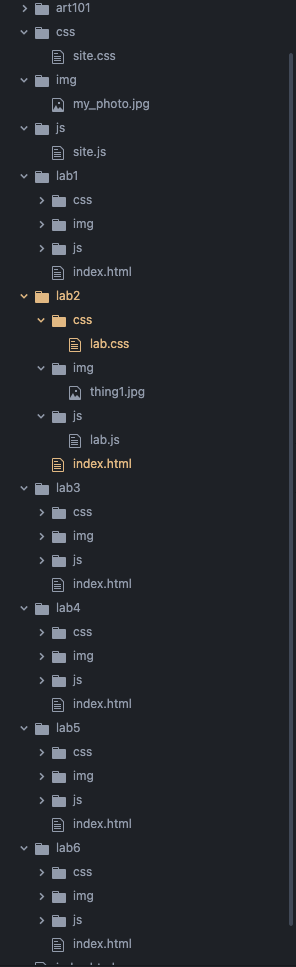 art101
css
site.css
img
my_photo.jpg
js
site.js
lab1
css
img
js
index.html
lab2
css
lab.css
img
thing1.jpg
js
lab.js
index.html
lab3
css
img
js
index.html
lab4
css
img
js
index.html
lab5
css
img
js
index.html
lab6
css
img
js
index.html